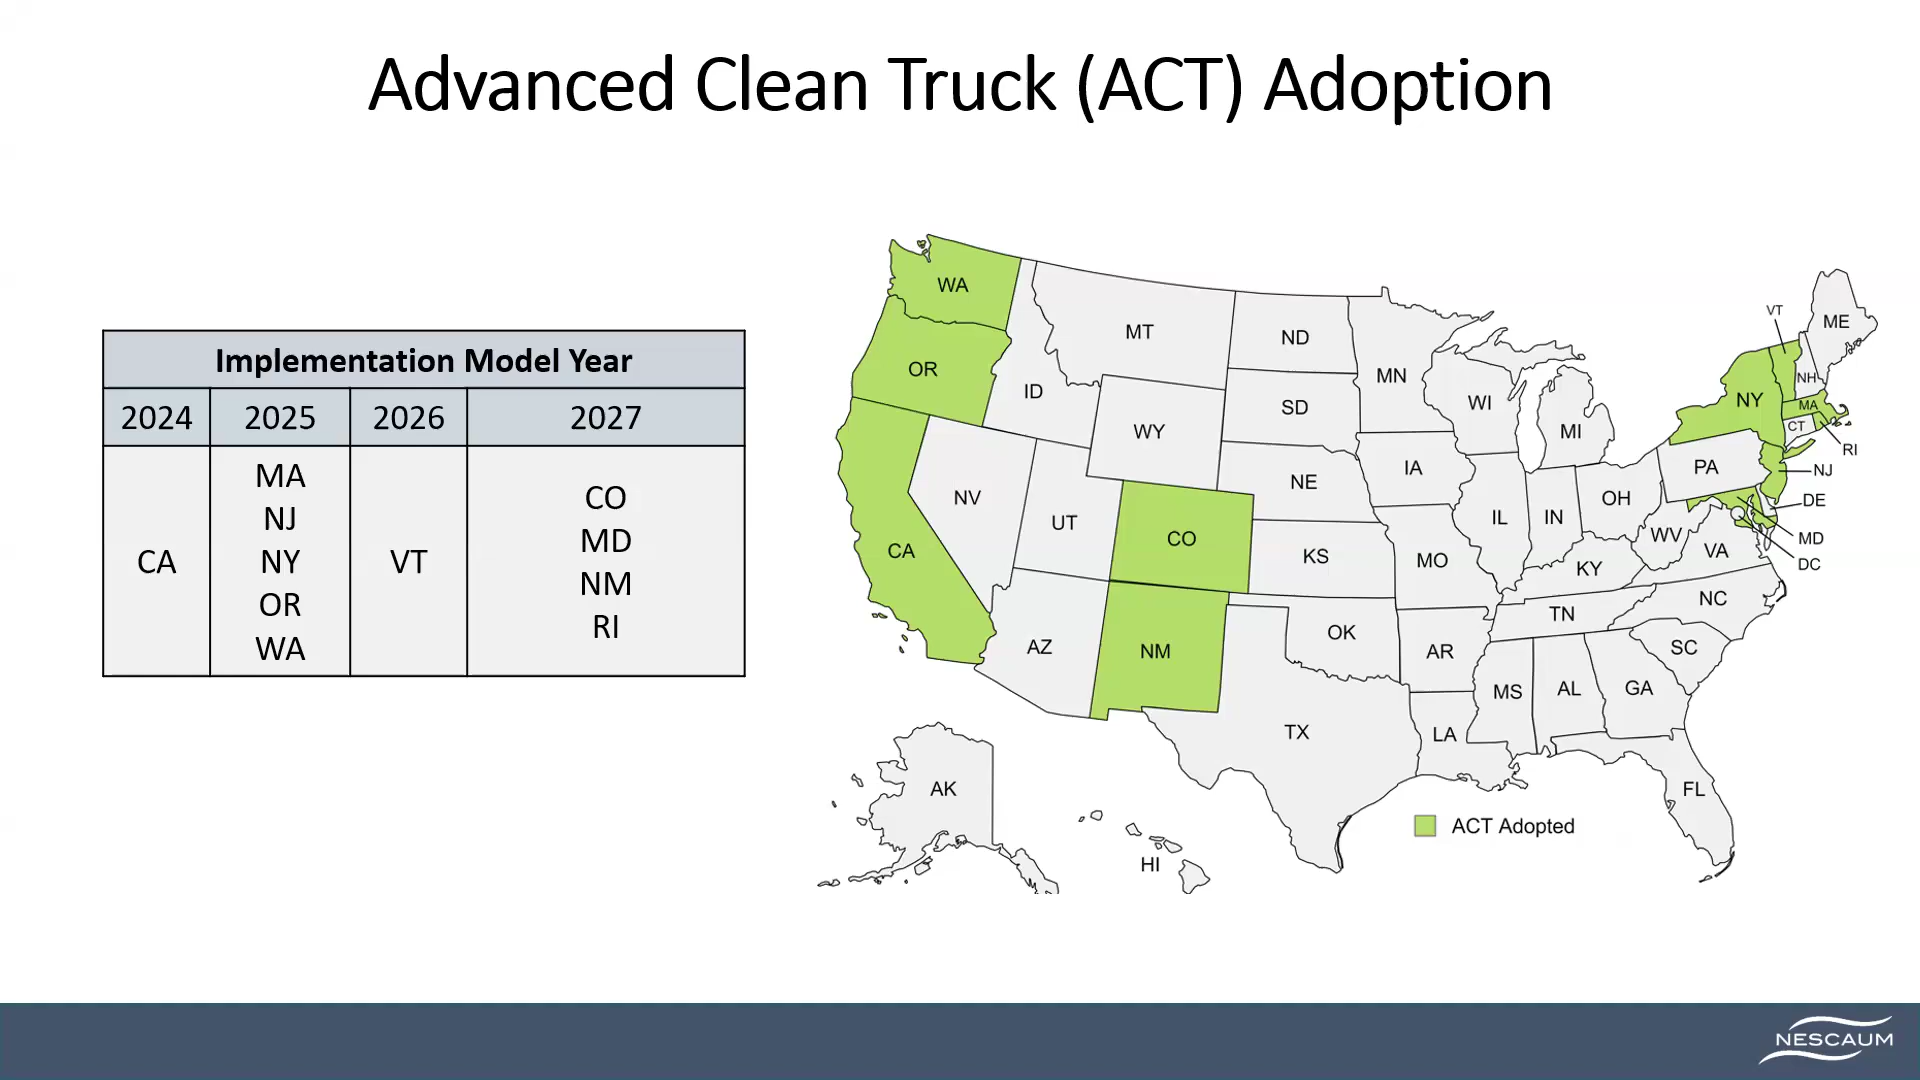 Advanced Clean Truck (ACT) Adoption
Implementation Model Year
2024 2025 2026 2027
CA
MA
NJ
NY
OR
WA
VT
CO
MD
NM
RI
WA
OR
CA
ID
NV
MT
WY
UT
AZ
CO
NM
ND
SD
NE
KS
OK
TX
MN
IA
MO
AR
LA
WI
IL
MI
IN
OH
KY
TN
MS
AL
GA
FL
SC
NC
VA
WV
PA
NY
VT
NH
ME
MA
CT
RI
NJ
DE
MD
DC
AK
HI
ACT Adopted
NESCAUM